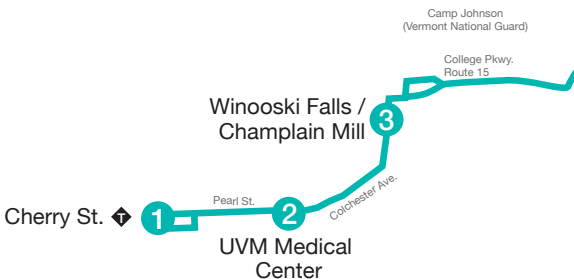 Camp Johnson
(Vermont National Guard)
College Pkwy.
Route 15
Winooski Falls /
Champlain Mill
3
Colchester Ave.
Pearl St.
Cherry St. T
1
2
UVM Medical
Center